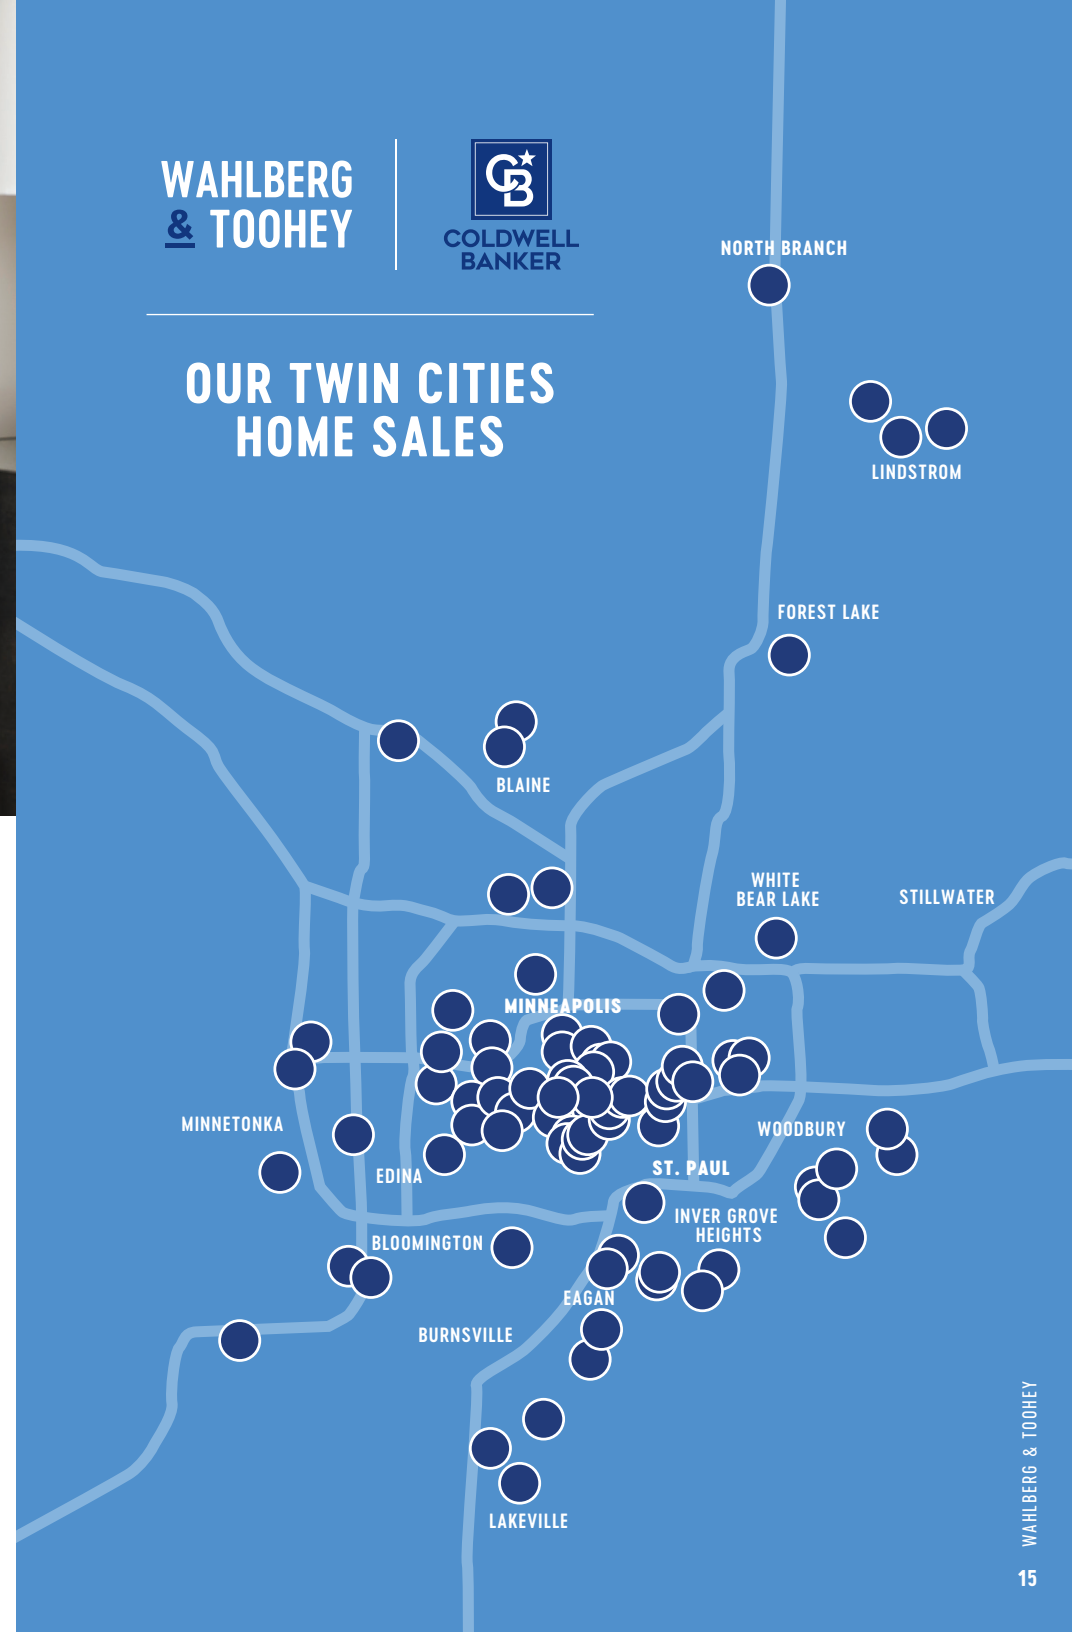 WAHLBERG
& TOOHEY
CB
COLDWELL
BANKER
OUR TWIN CITIES
HOME SALES
NORTH BRANCH
LINDSTROM
FOREST LAKE
BLAINE
WHITE
BEAR LAKE
STILLWATER
MINNEAPOLIS
MINNETONKA
WOODBURY
EDINA
ST. PAUL
INVER GROVE
HEIGHTS
BLOOMINGTON
EAGAN
BURNSVILLE
LAKEVILLE
WAHLBERG & TOOHEY
15